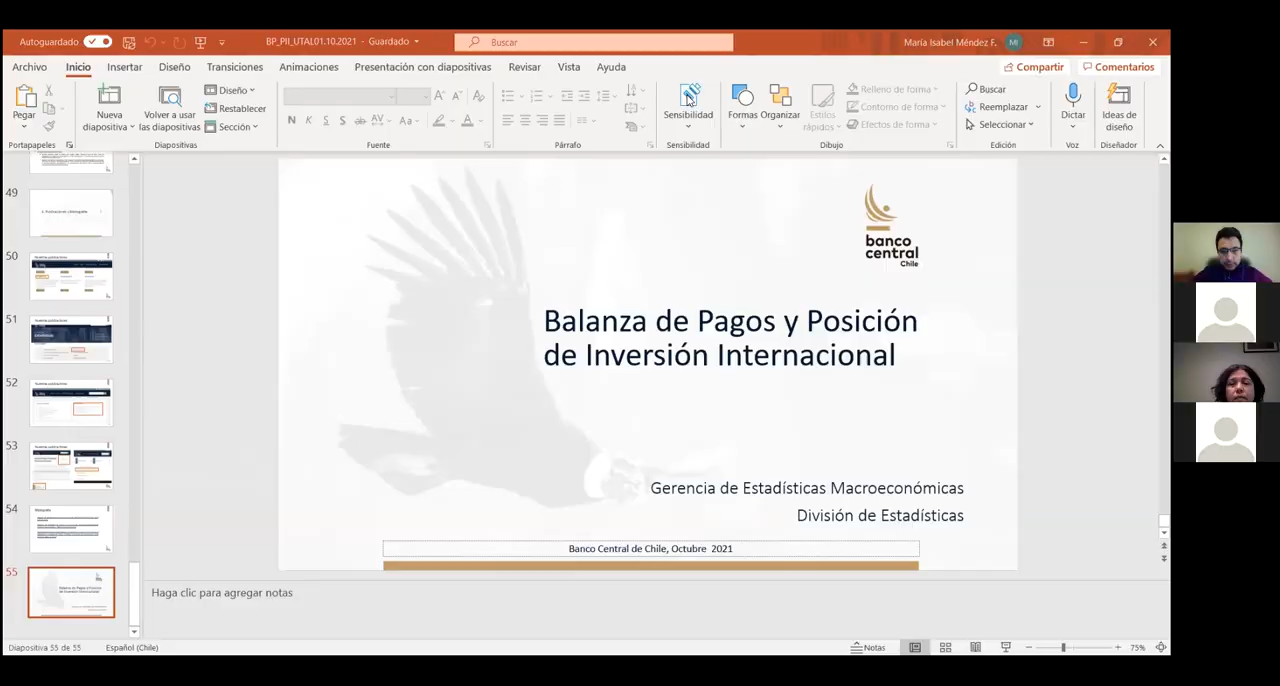 Autoguardado
BP_PII_UTAL01.10.2021 - Guardado
Buscar
María Isabel Méndez F.
MI
Archivo
Inicio
Insertar
Diseño
Transiciones
Animaciones
Presentación con diapositivas
Revisar
Vista
Ayuda
Compartir
Comentarios
Pegar
Nueva
diapositiva
Volver a usar
las diapositivas
Diseño
Restablecer
Sección
N K S S ab AV Aa A
Sensibilidad
Formas
Organizar
Estilos
rápidos
Relleno de forma
Contorno de forma
Efectos de forma
Buscar
Reemplazar
Seleccionar
Dictar
Ideas de
diseño
Portapapeles
Diapositivas
Fuente
Párrafo
Sensibilidad
Dibujo
Edición
Voz
Diseñador
49
50
51
52
53
54
55
banco
central
Chile
Balanza de Pagos y Posición
de Inversión Internacional
Gerencia de Estadísticas Macroeconómicas
División de Estadísticas
Banco Central de Chile, Octubre 2021
Haga clic para agregar notas
Diapositiva 55 de 55
Español (Chile)
Notas
75%